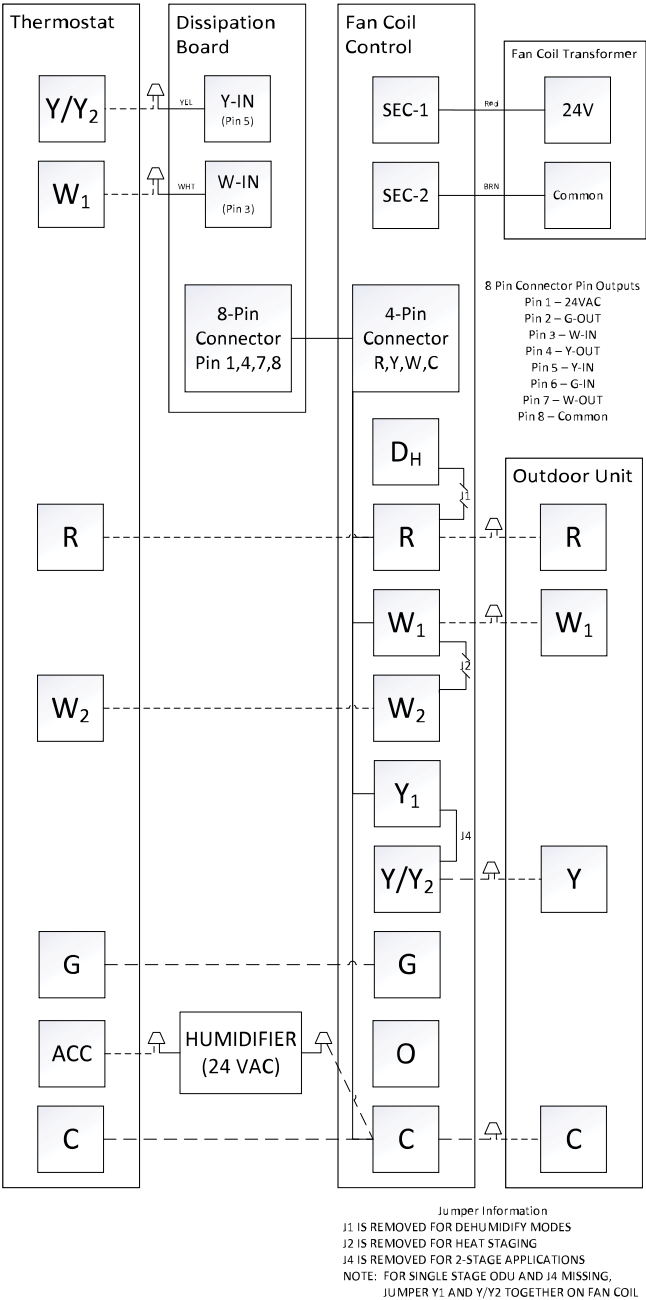 Thermostat
Y/Y2
W1
R
W2
G
ACC
C
Dissipation
Board
YEL
Y-IN
(Pin 5)
WHT
W-IN
(Pin 3)
8-Pin
Connector
Pin 1,4,7,8
HUMIDIFIER
(24 VAC)
Fan Coil
Control
SEC-1
SEC-2
4-Pin
Connector
R,Y,W,C
DH
J1
R
W1
J2
W2
Y1
J4
Y/Y2
G
O
C
Fan Coil Transformer
Red
24V
BRN
Common
8 Pin Connector Pin Outputs
Pin 1 – 24VAC
Pin 2 – G-OUT
Pin 3 – W-IN
Pin 4 – Y-OUT
Pin 5 – Y-IN
Pin 6 – G-IN
Pin 7 – W-OUT
Pin 8 – Common
Outdoor Unit
R
W1
Y
C
Jumper Information
J1 IS REMOVED FOR DEHUMIDIFY MODES
J2 IS REMOVED FOR HEAT STAGING
J4 IS REMOVED FOR 2-STAGE APPLICATIONS
NOTE: FOR SINGLE STAGE ODU AND J4 MISSING,
JUMPER Y1 AND Y/Y2 TOGETHER ON FAN COIL